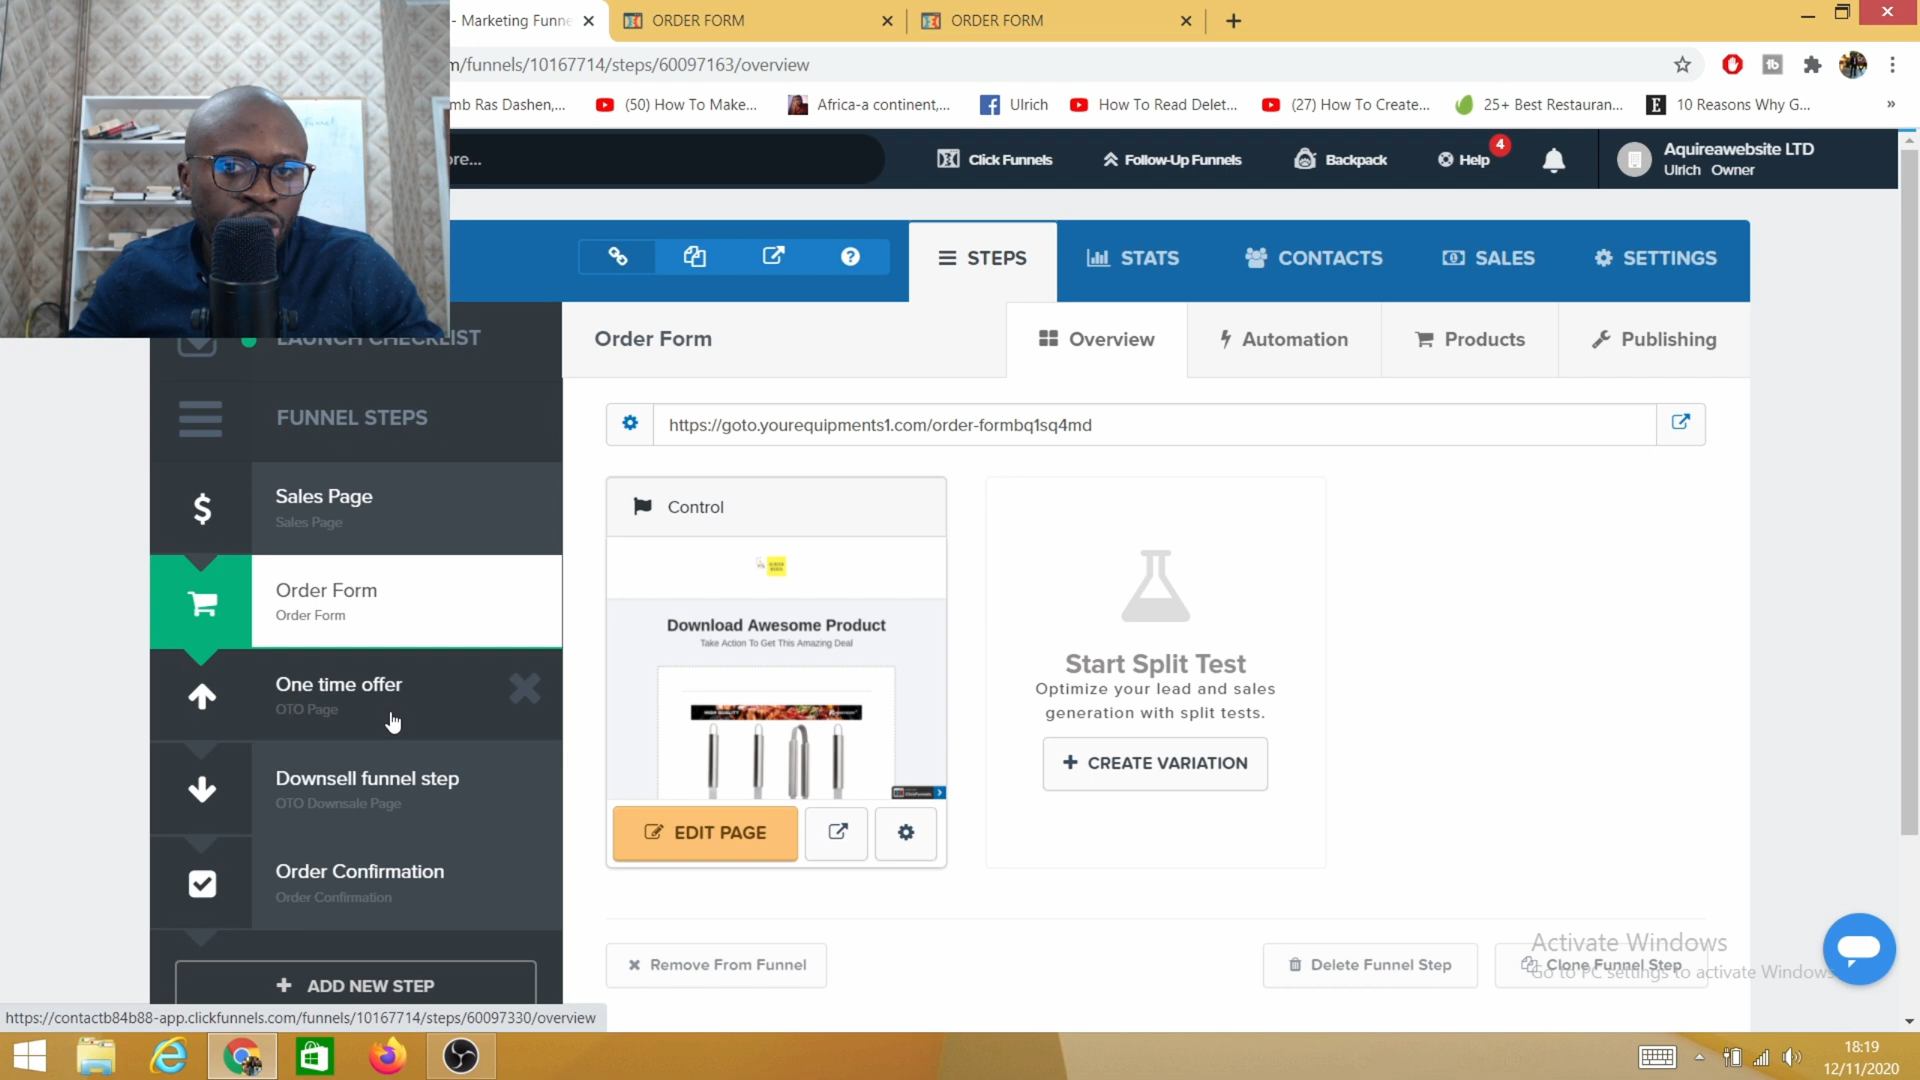 - Marketing Funne
ORDER FORM
ORDER FORM
m/funnels/10167714/steps/60097163/overview
mb Ras Dashen,...
(50) How To Make...
Africa-a continent,...
Ulrich
How To Read Delet...
(27) How To Create...
25+ Best Restauran...
10 Reasons Why G...
»
ore...
Click Funnels
Follow-Up Funnels
Backpack
Help
4
Aquireawebsite LTD
Ulrich Owner
STEPS
STATS
CONTACTS
SALES
SETTINGS
LAUNCH CHECKLIST
Order Form
Overview
Automation
Products
Publishing
FUNNEL STEPS
https://goto.yourequipments1.com/order-formbq1sq4md
Sales Page
Sales Page
Control
Order Form
Order Form
Download Awesome Product
Take Action To Get This Amazing Deal
Start Split Test
Optimize your lead and sales
generation with split tests.
CREATE VARIATION
One time offer
OTO Page
Downsell funnel step
OTO Downsale Page
EDIT PAGE
Order Confirmation
Order Confirmation
Remove From Funnel
Delete Funnel Step
Clone Funnel Step
Activate Windows
Go to PC settings to activate Windows
ADD NEW STEP
https://contactb84b88-app.clickfunnels.com/funnels/10167714/steps/60097330/overview
18:19
12/11/2020